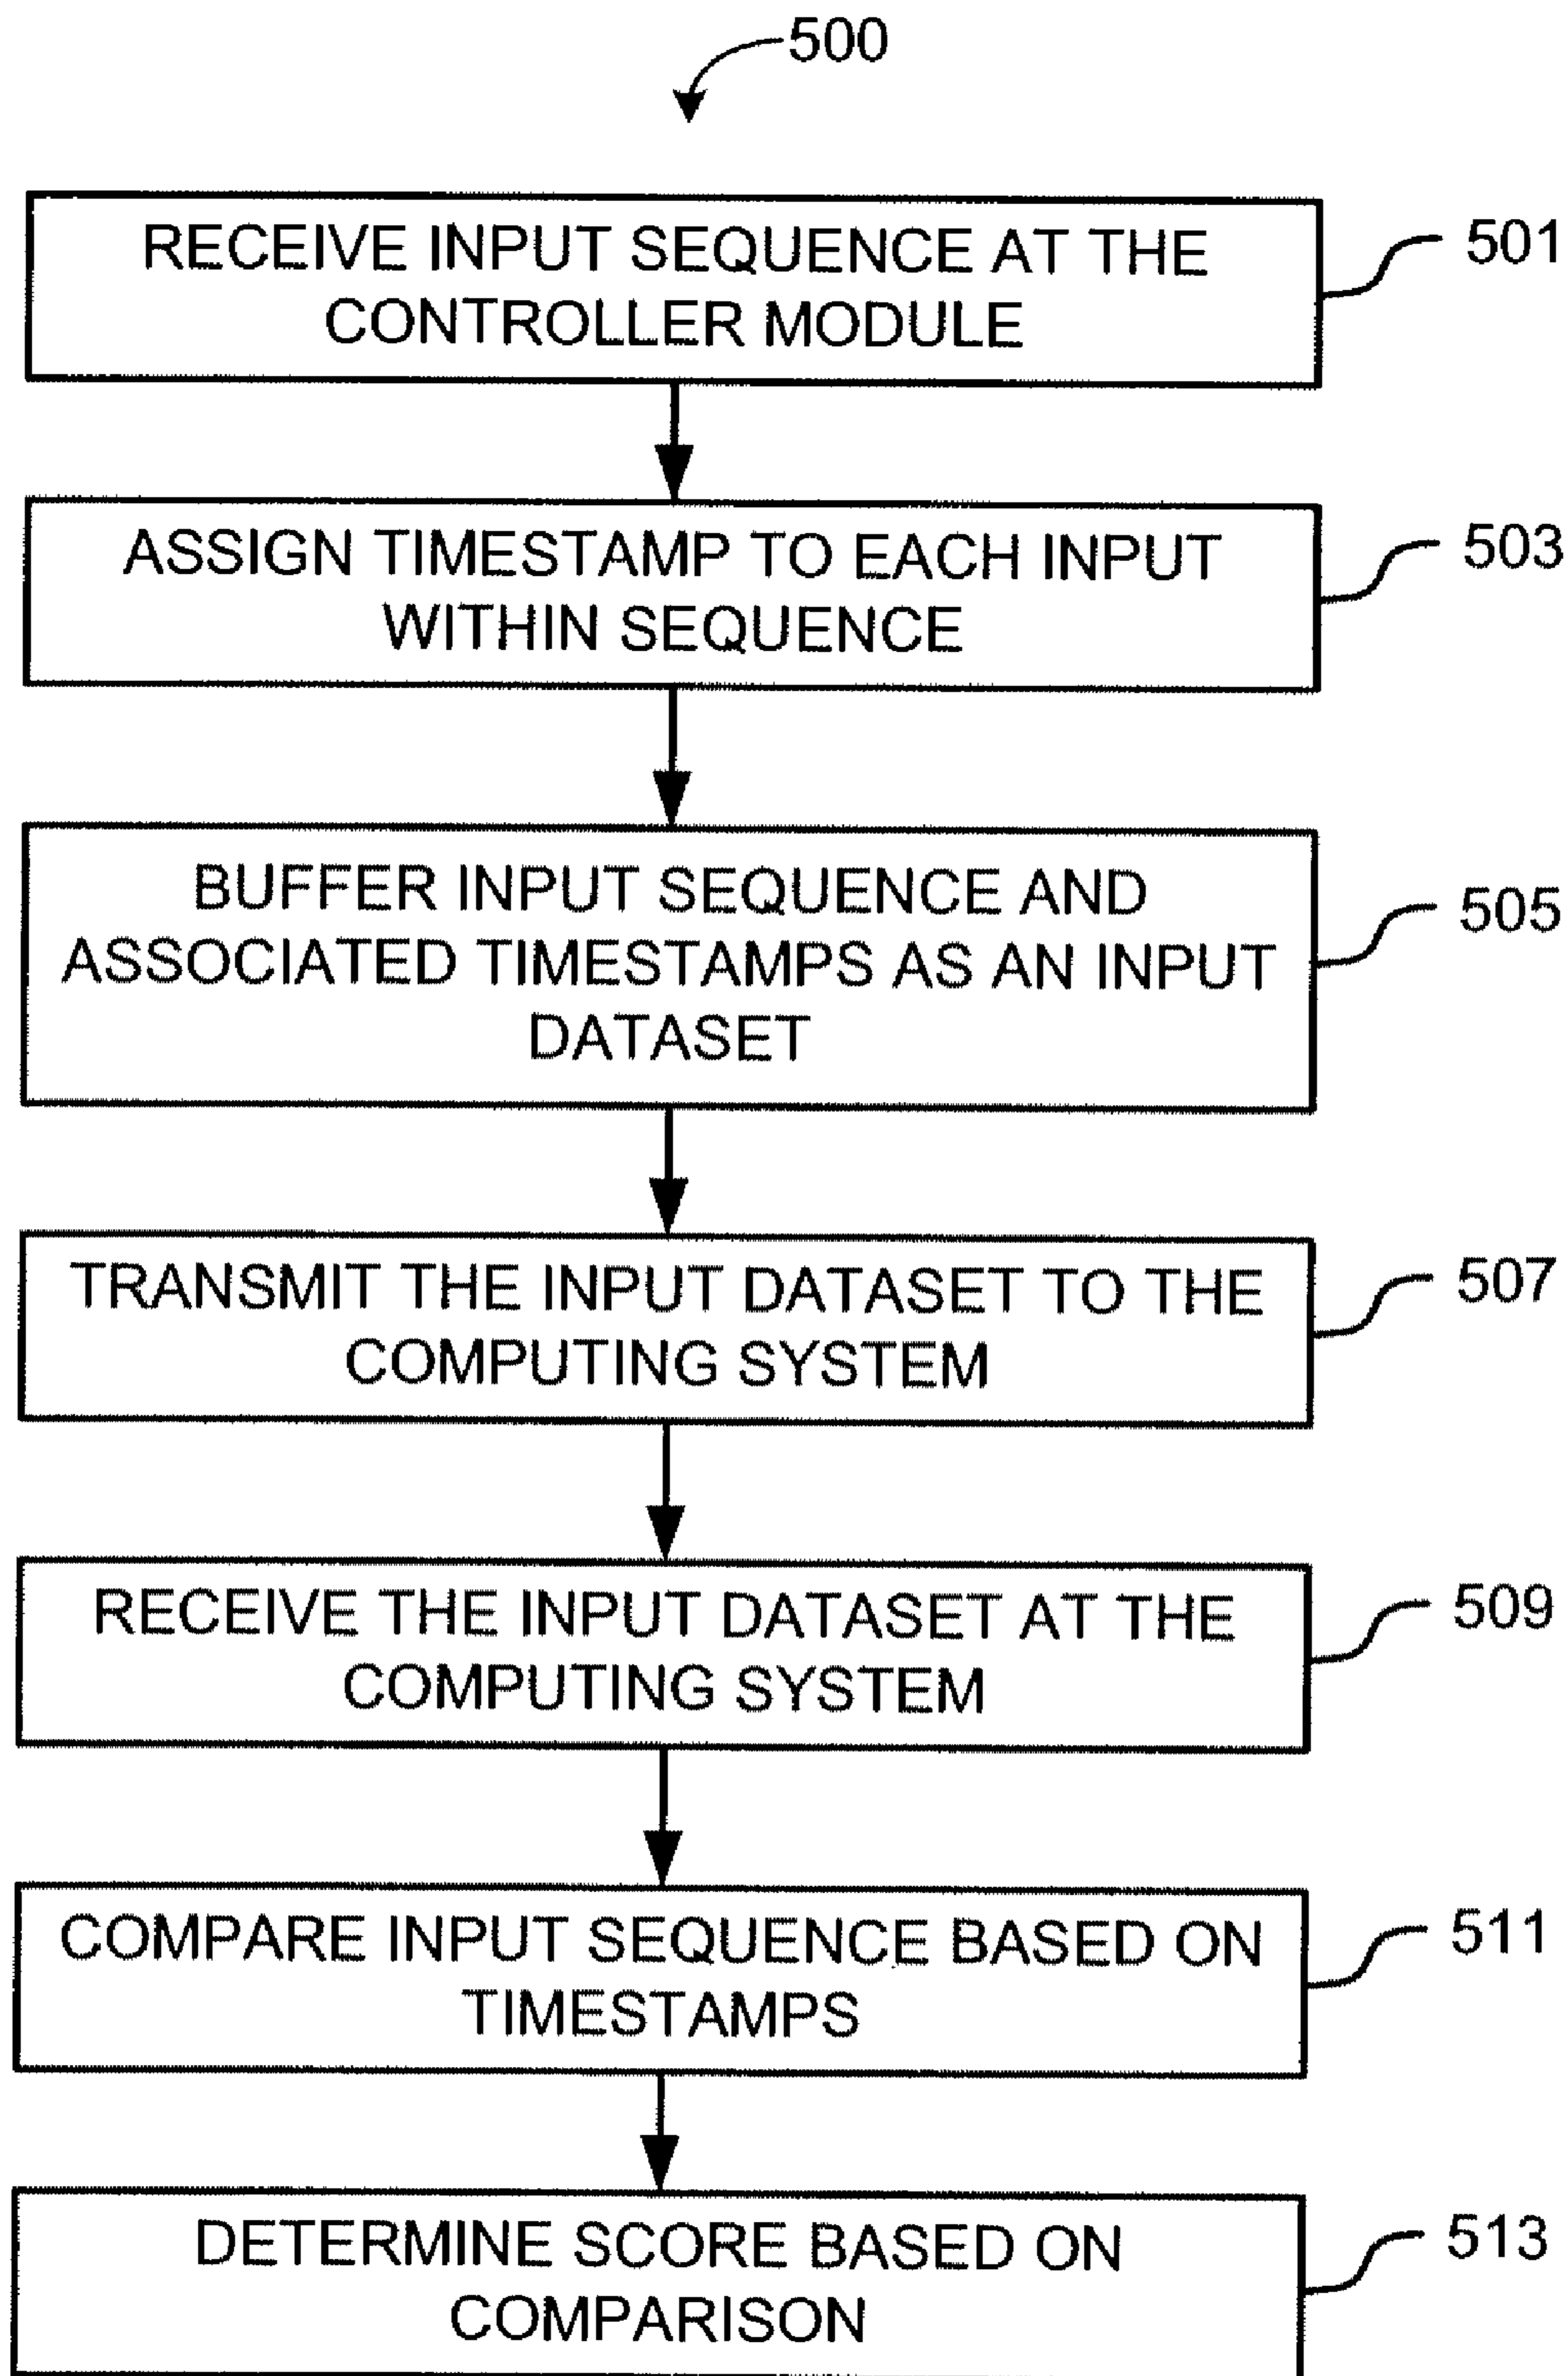 500
RECEIVE INPUT SEQUENCE AT THE
CONTROLLER MODULE
501
ASSIGN TIMESTAMP TO EACH INPUT
WITHIN SEQUENCE
503
BUFFER INPUT SEQUENCE AND
ASSOCIATED TIMESTAMPS AS AN INPUT
DATASET
505
TRANSMIT THE INPUT DATASET TO THE
COMPUTING SYSTEM
507
RECEIVE THE INPUT DATASET AT THE
COMPUTING SYSTEM
509
COMPARE INPUT SEQUENCE BASED ON
TIMESTAMPS
511
DETERMINE SCORE BASED ON
COMPARISON
513